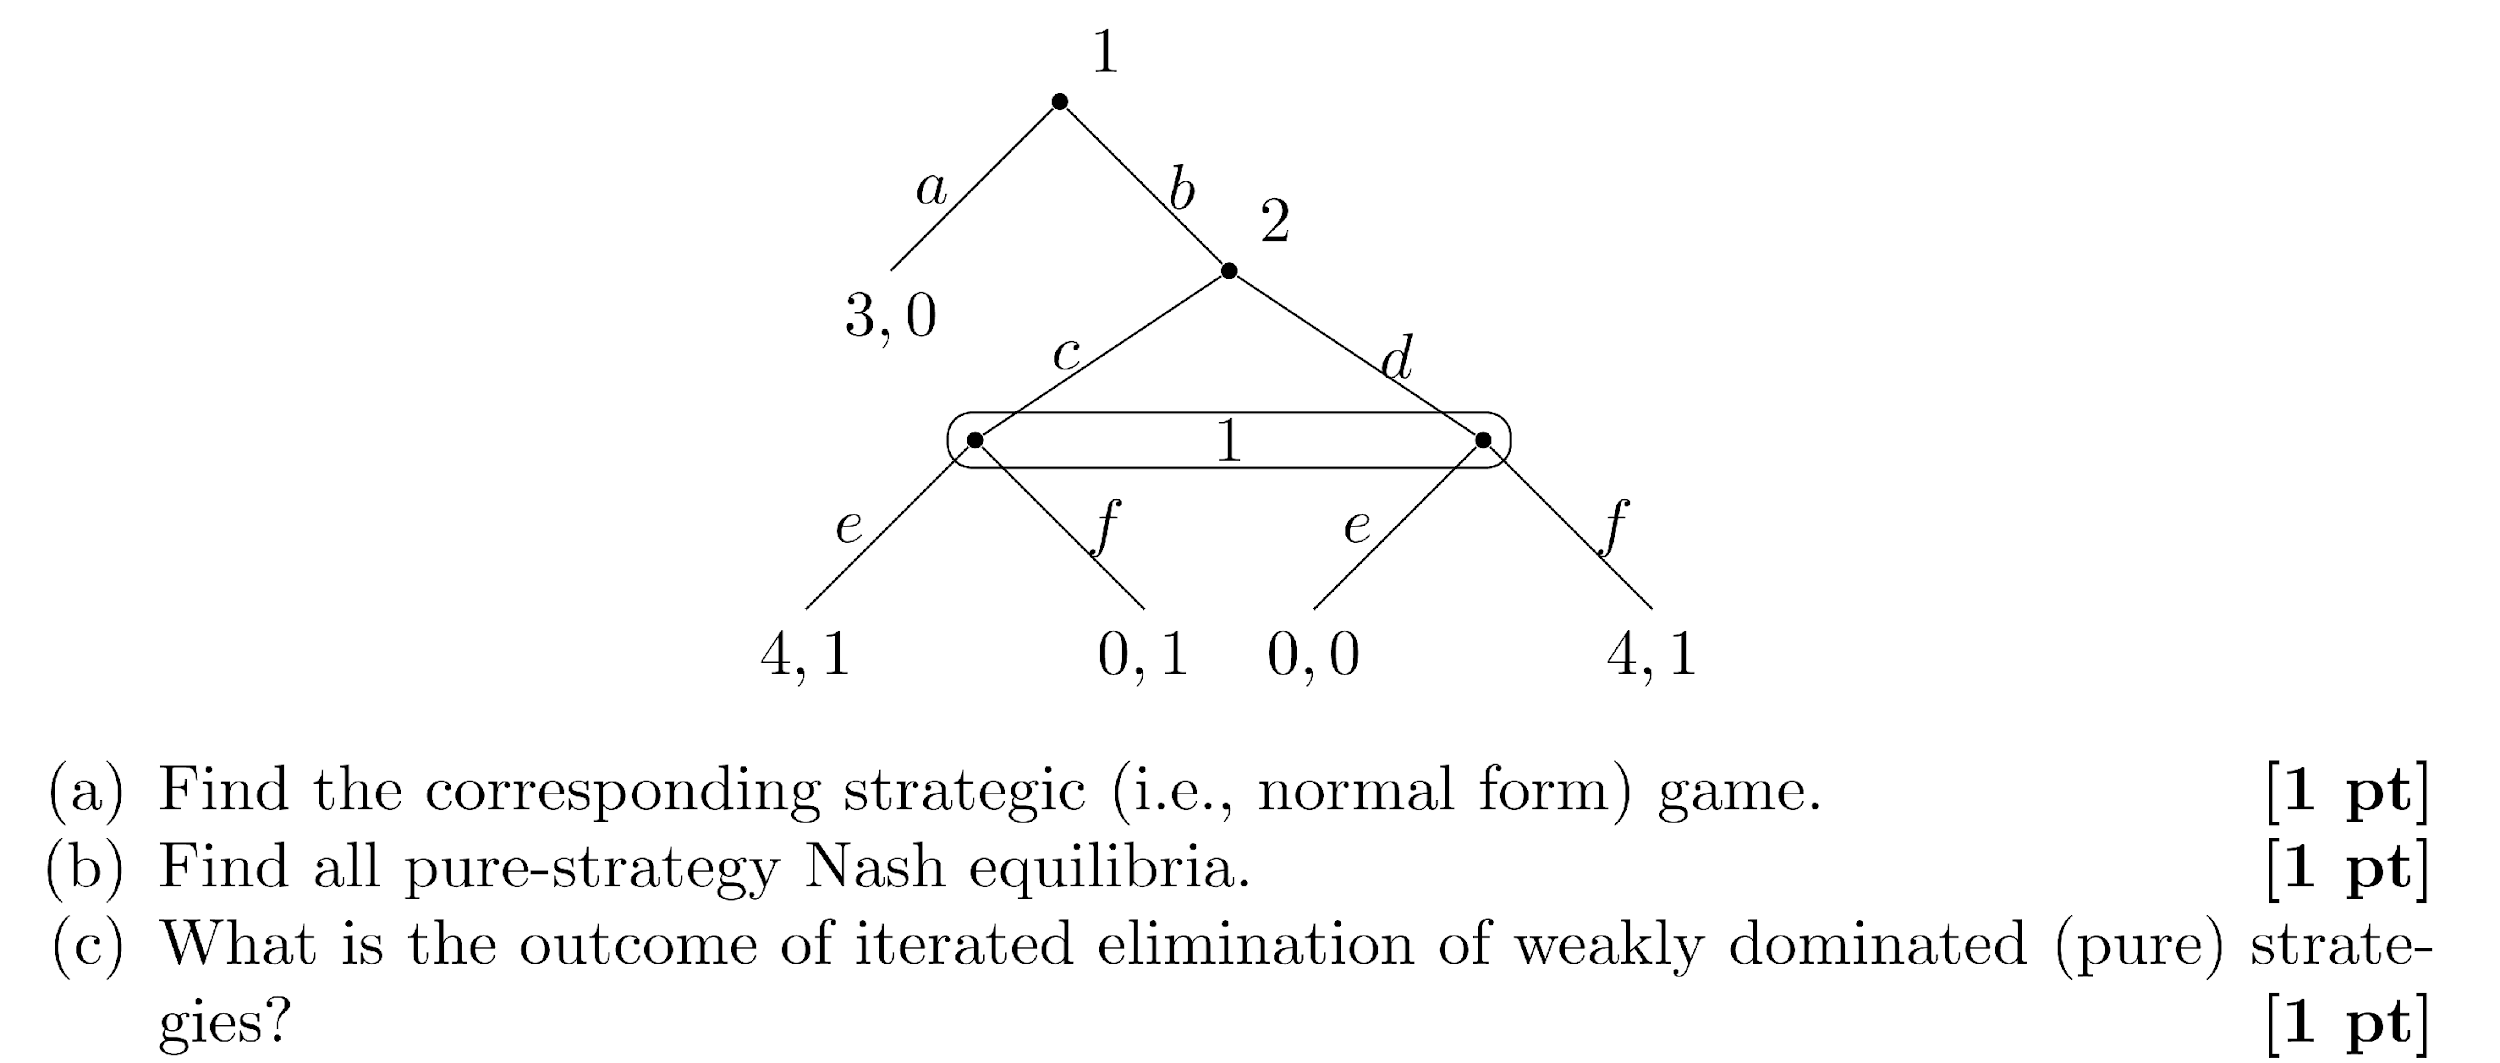 1
a
b
2
3, 0
c
d
1
e
f
e
f
4, 1
0, 1
0, 0
4, 1
(a) Find the corresponding strategic (i.e., normal form) game. [1 pt]
(b) Find all pure-strategy Nash equilibria. [1 pt]
(c) What is the outcome of iterated elimination of weakly dominated (pure) strate-
gies? [1 pt]